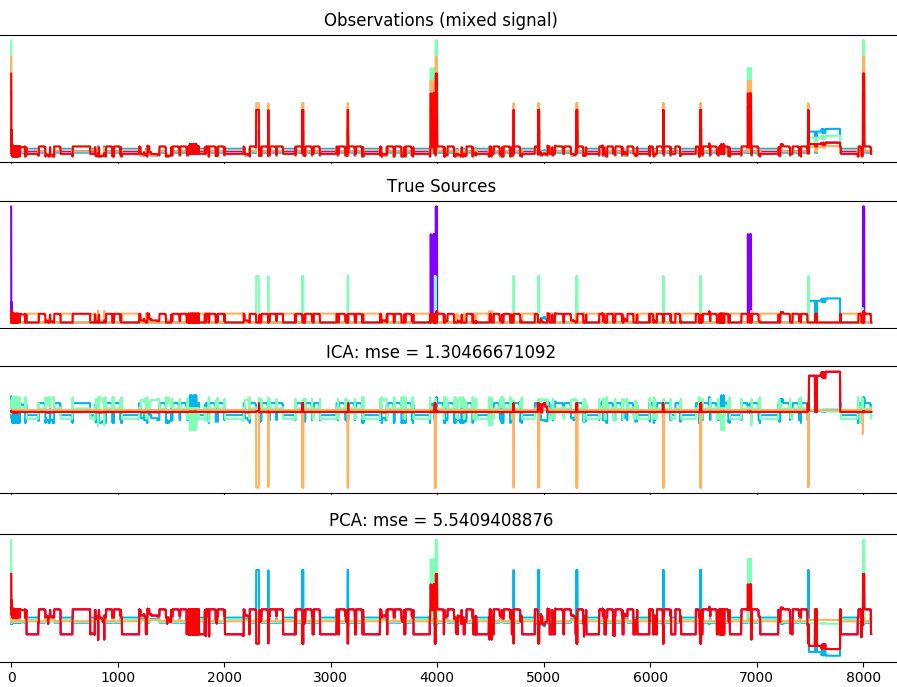 Observations (mixed signal)
True Sources
ICA: mse = 1.30466671092
PCA: mse = 5.5409408876
0 1000 2000 3000 4000 5000 6000 7000 8000